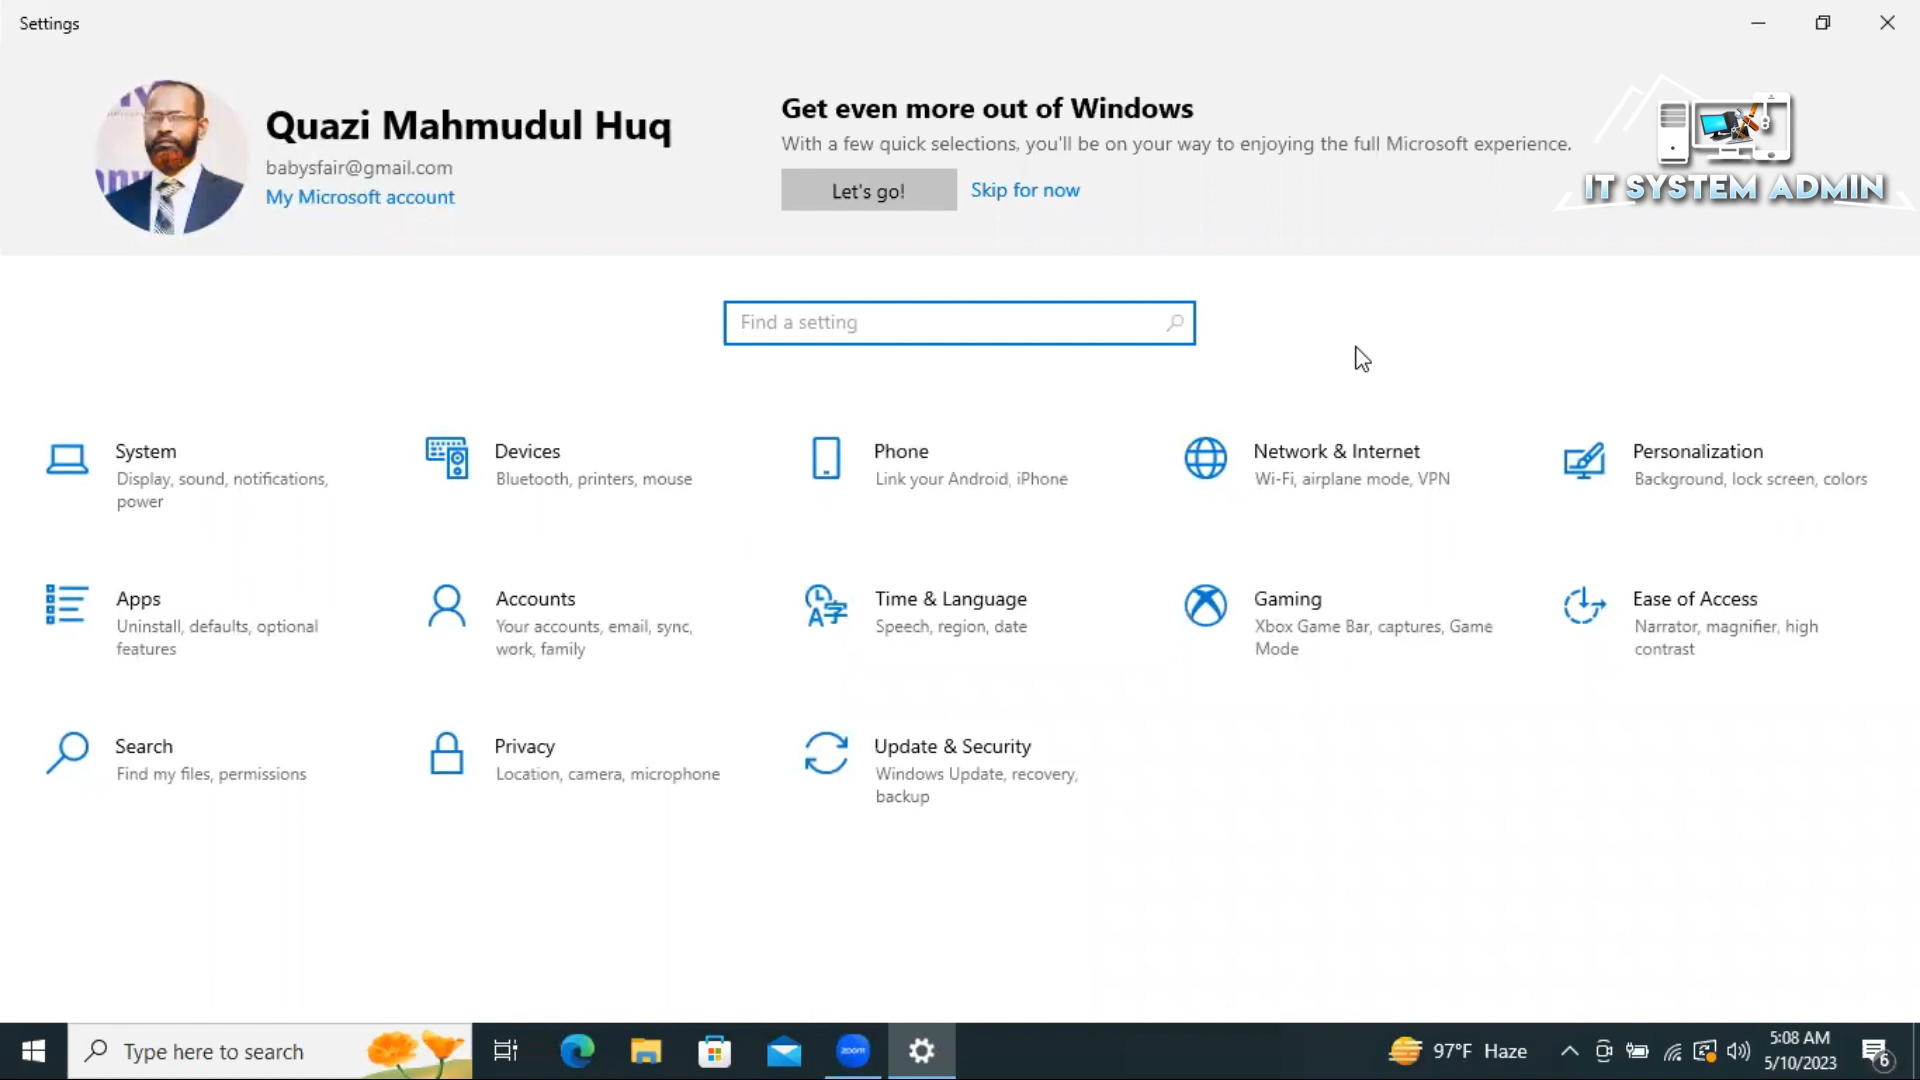 Settings
Quazi Mahmudul Huq
babysfair@gmail.com
My Microsoft account
Get even more out of Windows
With a few quick selections, you'll be on your way to enjoying the full Microsoft experience.
Let's go!
Skip for now
IT SYSTEM ADMIN
Find a setting
System
Display, sound, notifications,
power
Devices
Bluetooth, printers, mouse
Phone
Link your Android, iPhone
Network & Internet
Wi-Fi, airplane mode, VPN
Personalization
Background, lock screen, colors
Apps
Uninstall, defaults, optional
features
Accounts
Your accounts, email, sync,
work, family
Time & Language
Speech, region, date
Gaming
Xbox Game Bar, captures, Game
Mode
Ease of Access
Narrator, magnifier, high
contrast
Search
Find my files, permissions
Privacy
Location, camera, microphone
Update & Security
Windows Update, recovery,
backup
Type here to search
zoom
97°F Haze
5:08 AM
5/10/2023
6